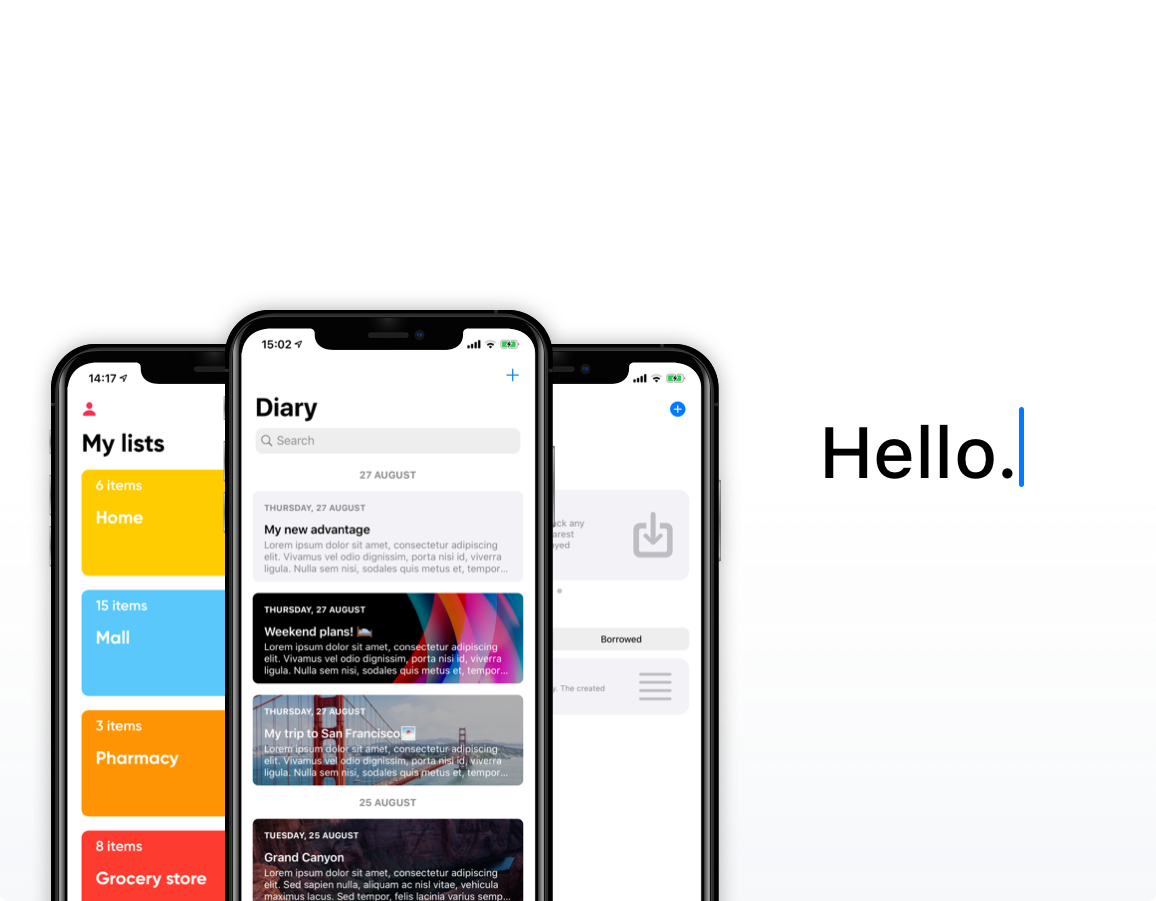 14:17
My lists
6 items
Home
15 items
Mall
3 items
Pharmacy
8 items
Grocery store
15:02
Diary
Search
27 AUGUST
THURSDAY, 27 AUGUST
My new advantage
Lorem ipsum dolor sit amet, consectetur adipiscing
elit. Vivamus vel odio dignissim, porta nisi id, viverra
ligula. Nulla sem nisi, sodales quis metus et, tempor...
THURSDAY, 27 AUGUST
Weekend plans!
Lorem ipsum dolor sit amet, consectetur adipiscing
elit. Vivamus vel odio dignissim, porta nisi id, viverra
ligula. Nulla sem nisi, sodales quis metus et, tempor...
THURSDAY, 27 AUGUST
My trip to San Francisco
Lorem ipsum dolor sit amet, consectetur adipiscing
elit. Vivamus vel odio dignissim, porta nisi id, viverra
ligula. Nulla sem nisi, sodales quis metus et, tempor...
25 AUGUST
TUESDAY, 25 AUGUST
Grand Canyon
Lorem ipsum dolor sit amet, consectetur adipiscing
elit. Sed sapien nulla, aliquam ac nisl vitae, vehicula
maximus lacus. Sed tempor, felis lacinia varius semp...
any
Borrowed
The created
Hello.